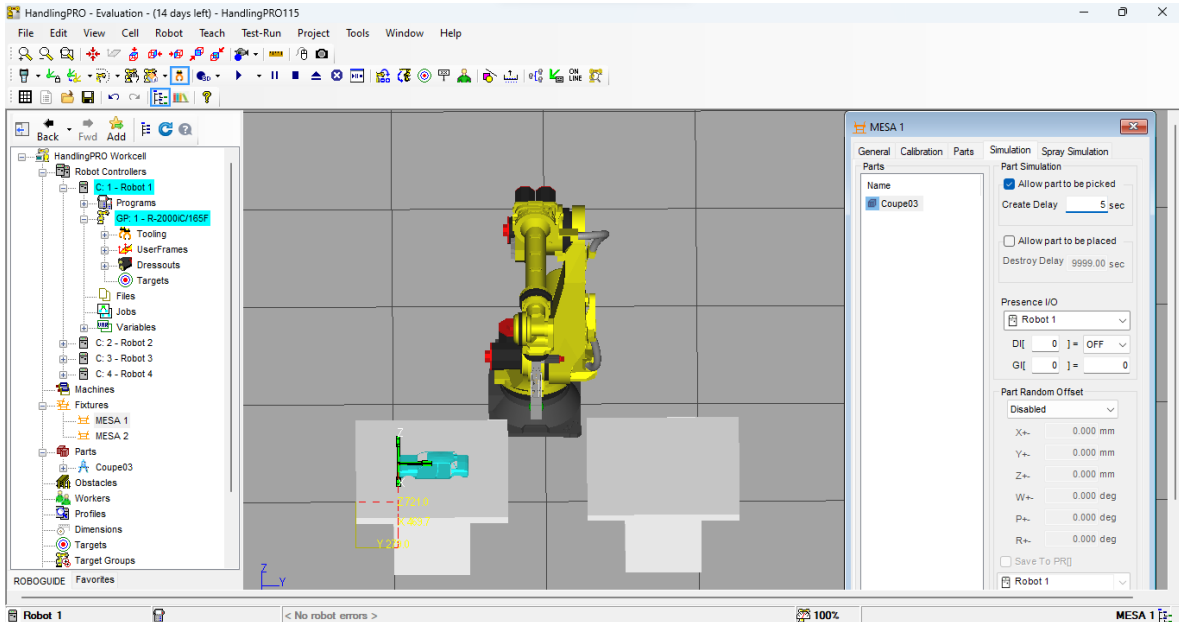 HandlingPRO - Evaluation - (14 days left) - HandlingPRO115
File Edit View Cell Robot Teach Test-Run Project Tools Window Help
ON
LINE
Back Fwd Add
HandlingPRO Workcell
Robot Controllers
C: 1 - Robot 1
Programs
GP: 1 - R-2000iC/165F
Tooling
UserFrames
Dressouts
Targets
Files
Jobs
Variables
C: 2 - Robot 2
C: 3 - Robot 3
C: 4 - Robot 4
Machines
Fixtures
MESA 1
MESA 2
Parts
Coupe03
Obstacles
Workers
Profiles
Dimensions
Targets
Target Groups
ROBOGUIDE Favorites
Z
Z
Y
MESA 1
General Calibration Parts Simulation Spray Simulation
Parts
Name
Coupe03
Part Simulation
Allow part to be picked
Create Delay 5 sec
Allow part to be placed
Destroy Delay 9999.00 sec
Presence I/O
Robot 1
DI[ 0 ] = OFF
GI[ 0 ] = 0
Part Random Offset
Disabled
X+- 0.000 mm
Y+- 0.000 mm
Z+- 0.000 mm
W+- 0.000 deg
P+- 0.000 deg
R+- 0.000 deg
Save To PR[]
Robot 1
Robot 1 < No robot errors > 100% MESA 1